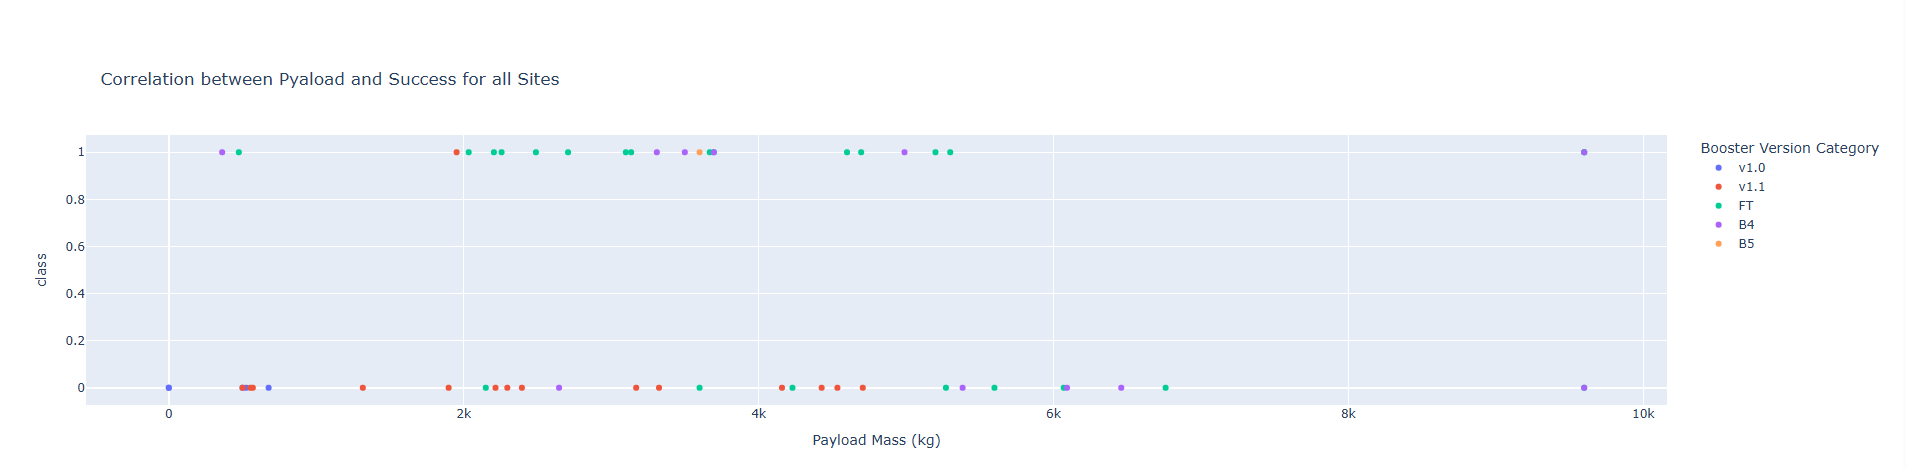 Correlation between Pyaload and Success for all Sites
Booster Version Category
v1.0
v1.1
FT
B4
B5
class
1
0.8
0.6
0.4
0.2
0
0
2k
4k
6k
8k
10k
Payload Mass (kg)